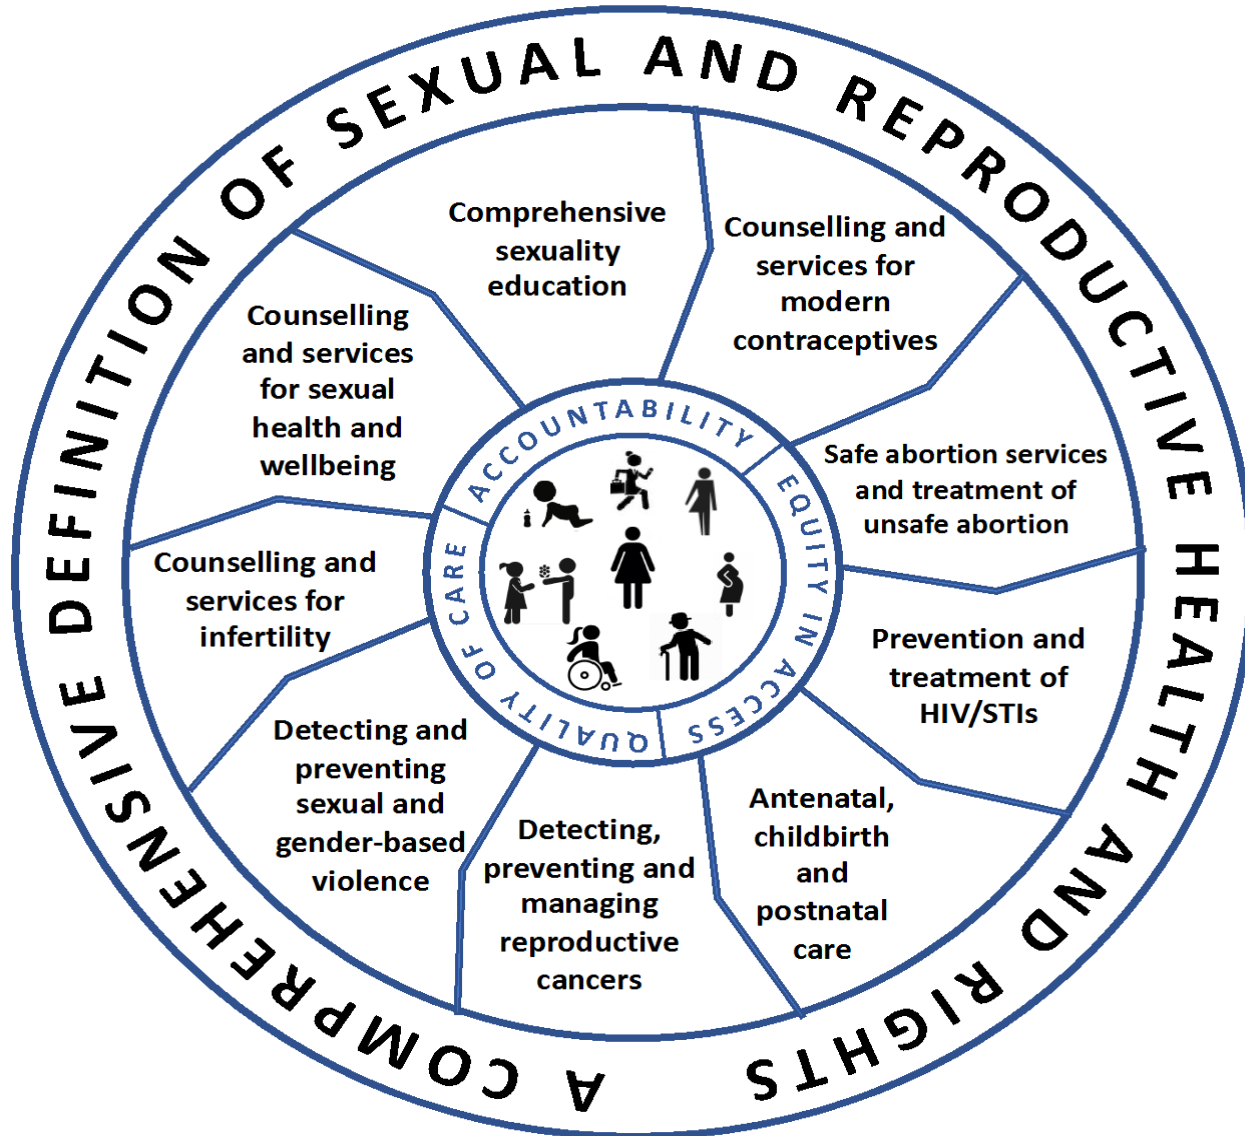 A COMPREHENSIVE DEFINITION OF SEXUAL AND REPRODUCTIVE HEALTH AND RIGHTS
Comprehensive
sexuality
education
Counselling and
services for
modern
contraceptives
Safe abortion services
and treatment of
unsafe abortion
Prevention and
treatment of
HIV/STIs
Antenatal,
childbirth
and
postnatal
care
Detecting,
preventing and
managing
reproductive
cancers
Detecting and
preventing
sexual and
gender-based
violence
Counselling and
services for
infertility
Counselling
and services
for sexual
health and
wellbeing
ACCOUNTABILITY
EQUITY IN ACCESS
QUALITY OF CARE